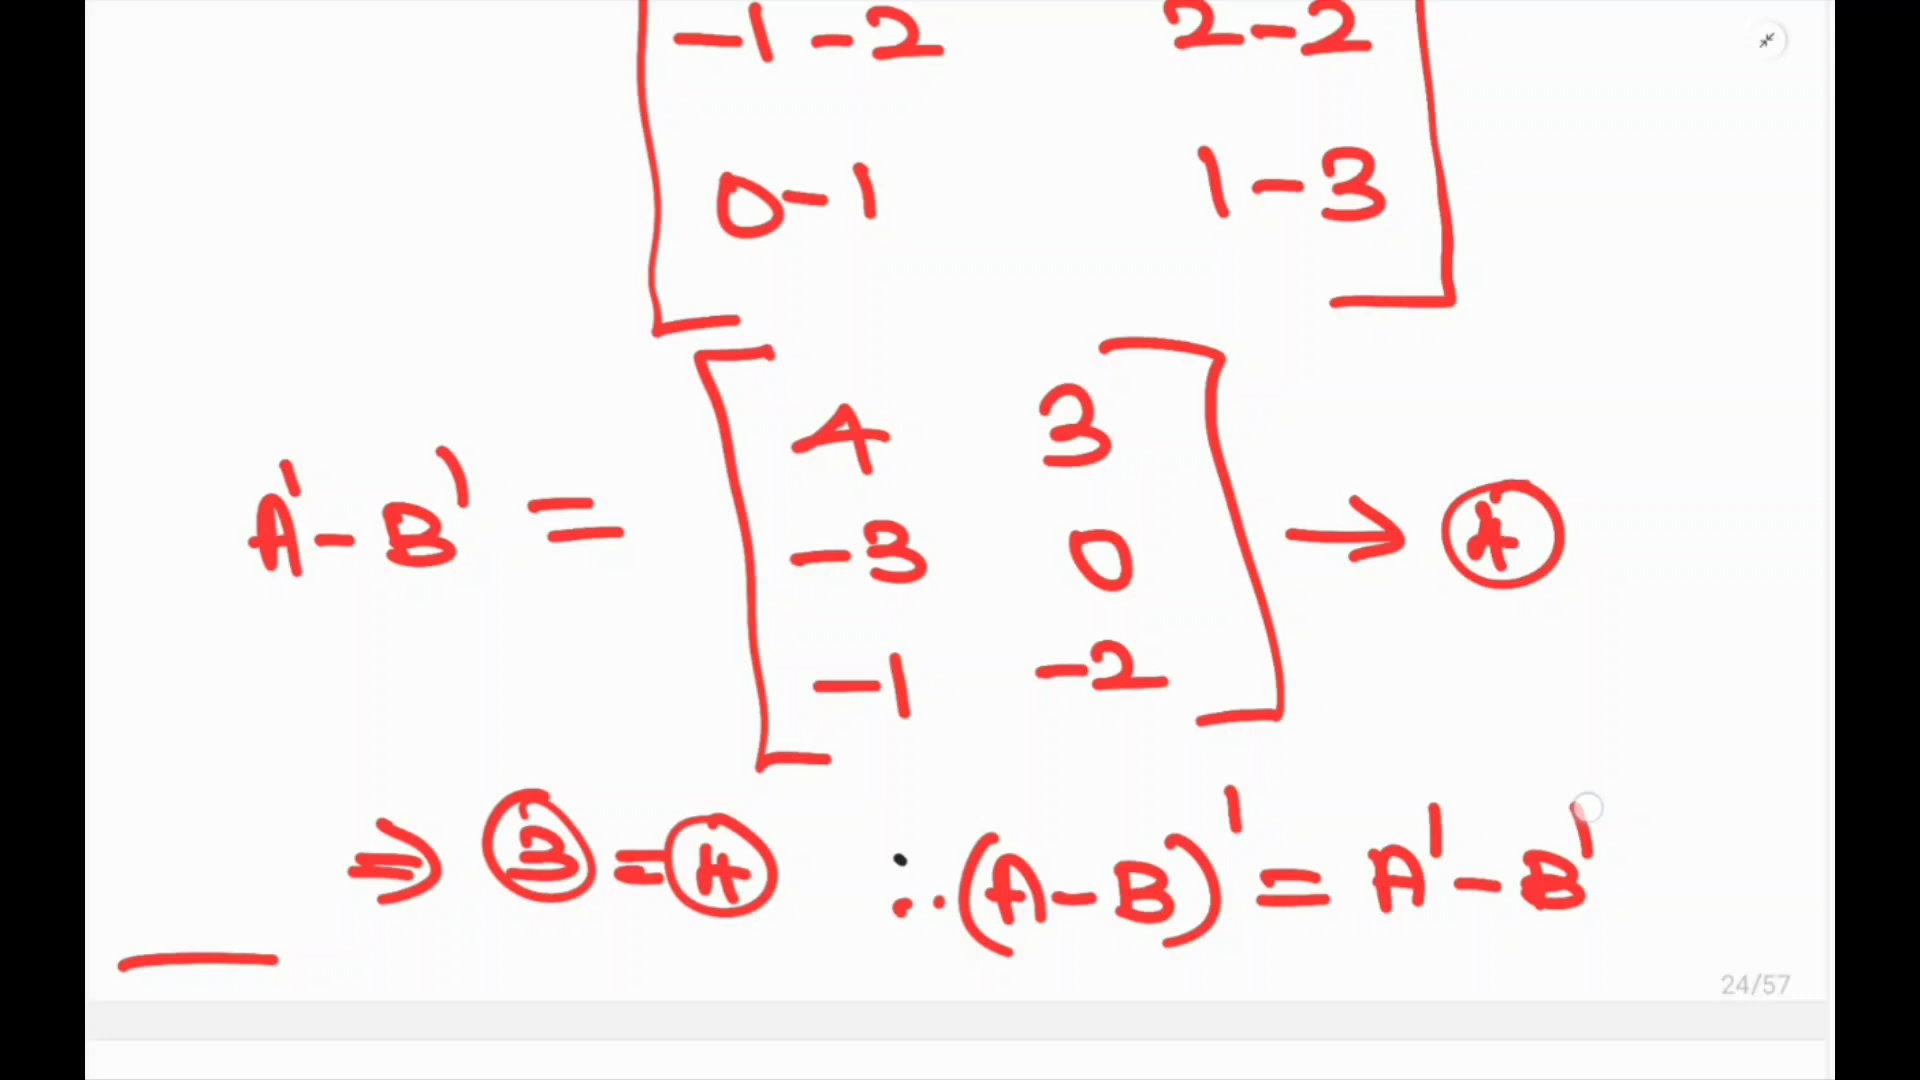 -1-2 2-2
0-1 1-3
4 3
A'-B' = -3 0 → 4
-1 -2
⇒ 3 = 4 ∴ (A-B)' = A'-B'
24/57